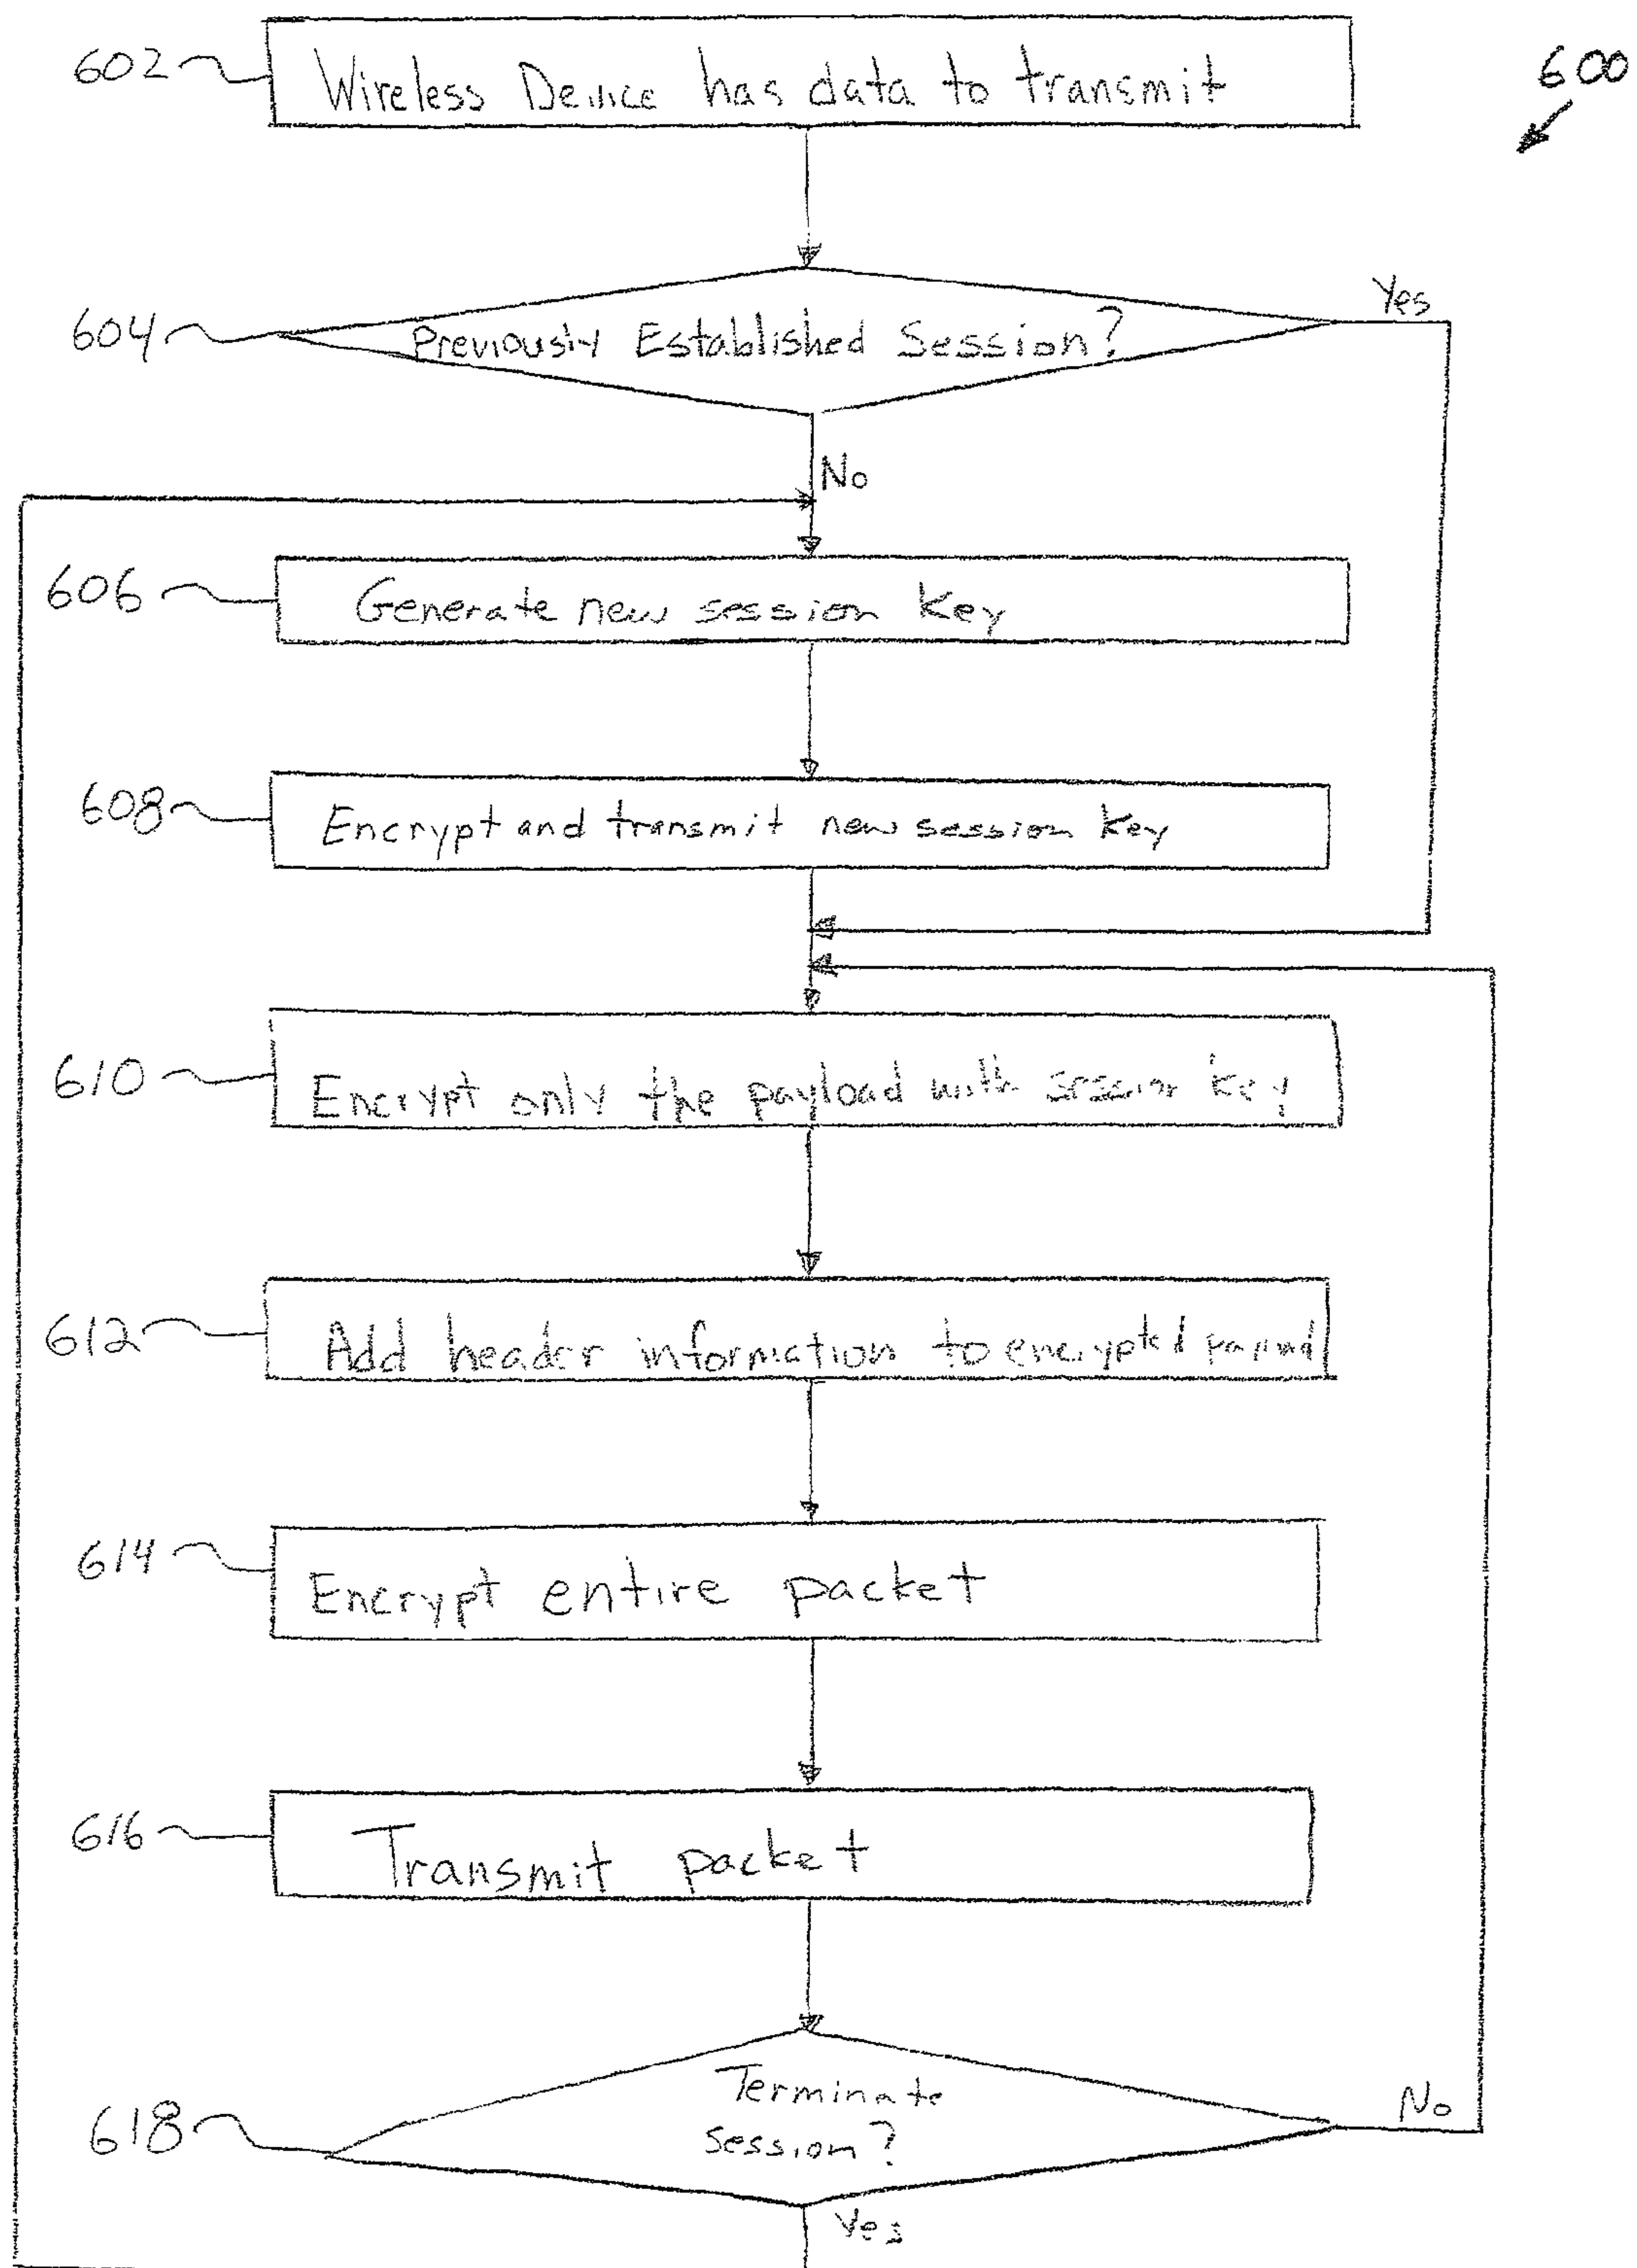 602 Wireless Device has data to transmit
600
604 Previously Established Session?
Yes
No
606 Generate new session key
608 Encrypt and transmit new session key
610 Encrypt only the payload with session key
612 Add header information to encrypted payload
614 Encrypt entire packet
616 Transmit packet
618 Terminate
session?
No
Yes